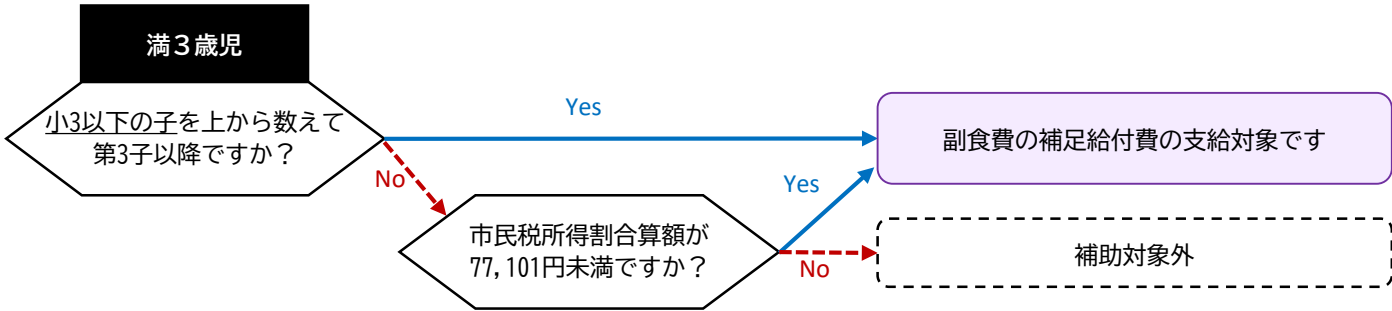 満３歳児
小3以下の子を上から数えて
第3子以降ですか？
Yes
No
副食費の補足給付費の支給対象です
市民税所得割合算額が
77,101円未満ですか？
Yes
No
補助対象外